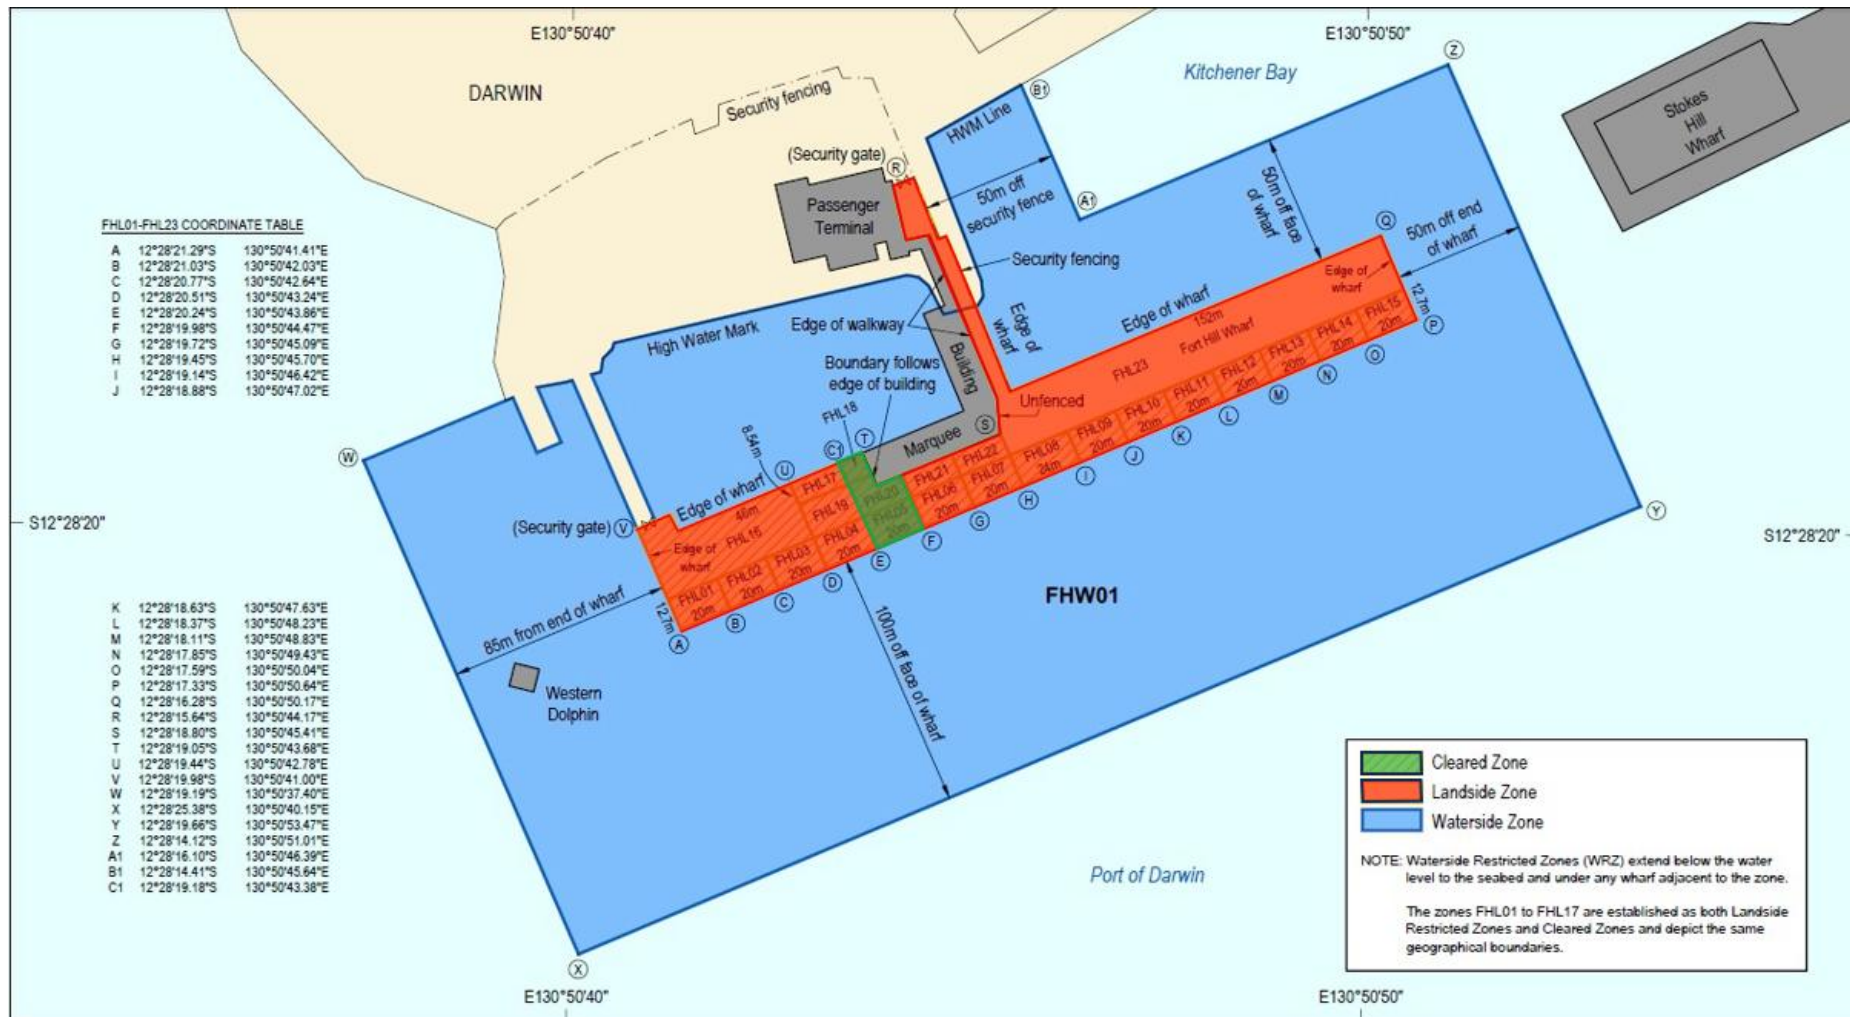 E130°50'40"
E130°50'50"
Z
Kitchener Bay
DARWIN
Security fencing
B1
HWM Line
Stokes
Hill
Wharf
(Security gate)
R
50m off
security fence
A1
50m off face
of wharf
Q
50m off end
of wharf
Passenger
Terminal
Security fencing
Edge of
wharf
FHL01-FHL23 COORDINATE TABLE
A 12°28'21.29"S 130°50'41.41"E
B 12°28'21.03"S 130°50'42.03"E
C 12°28'20.77"S 130°50'42.64"E
D 12°28'20.51"S 130°50'43.24"E
E 12°28'20.24"S 130°50'43.86"E
F 12°28'19.98"S 130°50'44.47"E
G 12°28'19.72"S 130°50'45.09"E
H 12°28'19.45"S 130°50'45.70"E
I 12°28'19.14"S 130°50'46.42"E
J 12°28'18.88"S 130°50'47.02"E
High Water Mark
Edge of walkway
Edge of
wharf
Edge of wharf
152m
Fort Hill Wharf
FHL23
12.7m
P
Building
Boundary follows
edge of building
FHL18
Unfenced
Marquee
S
T
C1
U
8.54m
W
FHL15
20m
FHL14
20m
FHL13
20m
FHL12
20m
FHL11
20m
FHL10
20m
FHL09
20m
FHL08
24m
FHL22
FHL07
20m
FHL21
FHL06
20m
FHL20
FHL05
20m
FHL17
FHL19
FHL04
20m
FHL03
20m
FHL02
20m
FHL01
20m
Edge of wharf
46m
FHL16
Edge of
wharf
O
N
M
L
K
J
I
H
G
F
E
D
C
B
A
12.7m
S12°28'20"
(Security gate)
V
Y
S12°28'20"
FHW01
85m from end of wharf
100m off face of wharf
Western
Dolphin
K 12°28'18.63"S 130°50'47.63"E
L 12°28'18.37"S 130°50'48.23"E
M 12°28'18.11"S 130°50'48.83"E
N 12°28'17.85"S 130°50'49.43"E
O 12°28'17.59"S 130°50'50.04"E
P 12°28'17.33"S 130°50'50.64"E
Q 12°28'16.28"S 130°50'50.17"E
R 12°28'15.64"S 130°50'44.17"E
S 12°28'18.80"S 130°50'45.41"E
T 12°28'19.05"S 130°50'43.68"E
U 12°28'19.44"S 130°50'42.78"E
V 12°28'19.98"S 130°50'41.00"E
W 12°28'19.19"S 130°50'37.40"E
X 12°28'25.38"S 130°50'40.15"E
Y 12°28'19.66"S 130°50'53.47"E
Z 12°28'14.12"S 130°50'51.01"E
A1 12°28'16.10"S 130°50'46.39"E
B1 12°28'14.41"S 130°50'45.64"E
C1 12°28'19.18"S 130°50'43.38"E
Port of Darwin
Cleared Zone
Landside Zone
Waterside Zone
NOTE: Waterside Restricted Zones (WRZ) extend below the water
level to the seabed and under any wharf adjacent to the zone.
The zones FHL01 to FHL17 are established as both Landside
Restricted Zones and Cleared Zones and depict the same
geographical boundaries.
X
E130°50'40"
E130°50'50"